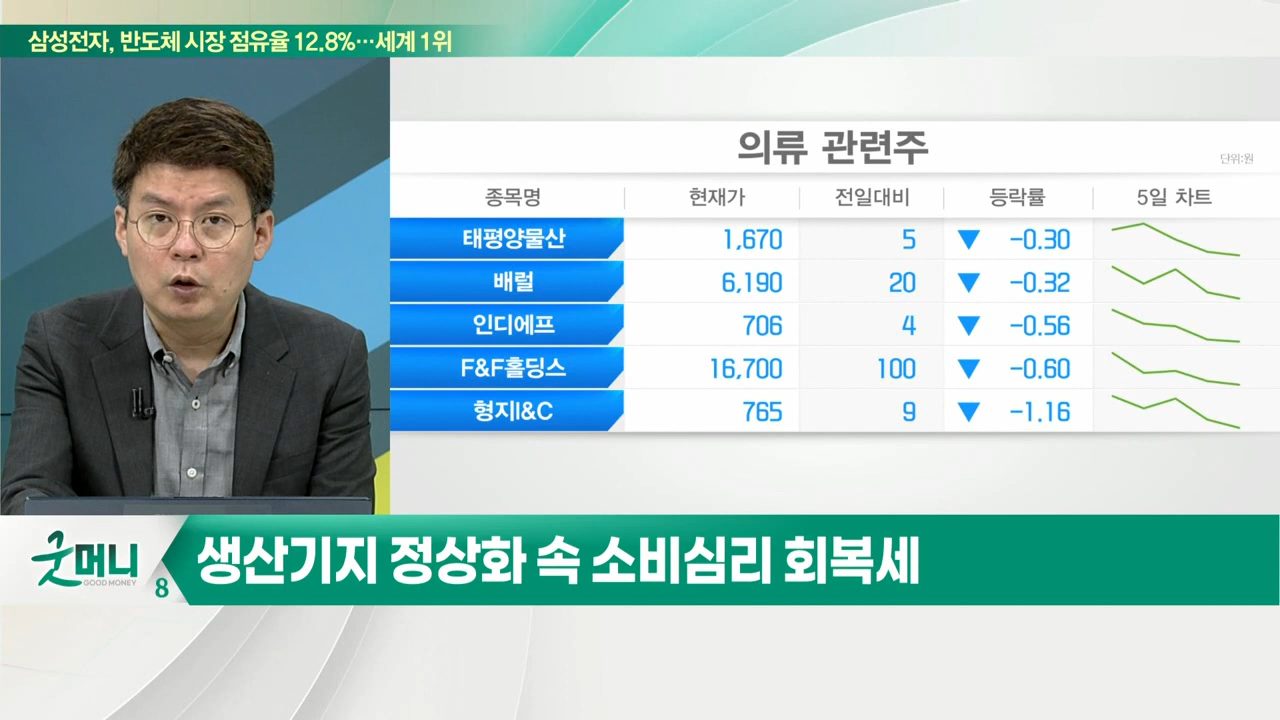 삼성전자, 반도체 시장 점유율 12.8%…세계 1위
의류 관련주
단위:원
종목명 현재가 전일대비 등락률 5일 차트
태평양물산 1,670 5 ▼ -0.30
배럴 6,190 20 ▼ -0.32
인디에프 706 4 ▼ -0.56
F&F홀딩스 16,700 100 ▼ -0.60
형지I&C 765 9 ▼ -1.16
굿머니
GOOD MONEY
8
생산기지 정상화 속 소비심리 회복세